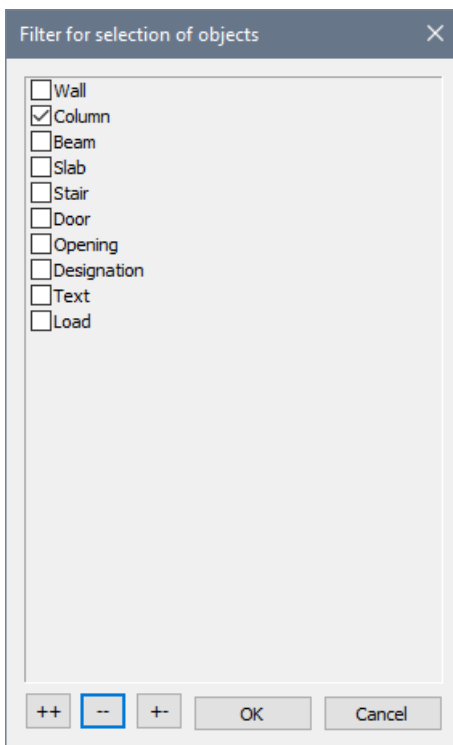 Filter for selection of objects
Wall
Column
Beam
Slab
Stair
Door
Opening
Designation
Text
Load
++ -- +- OK Cancel